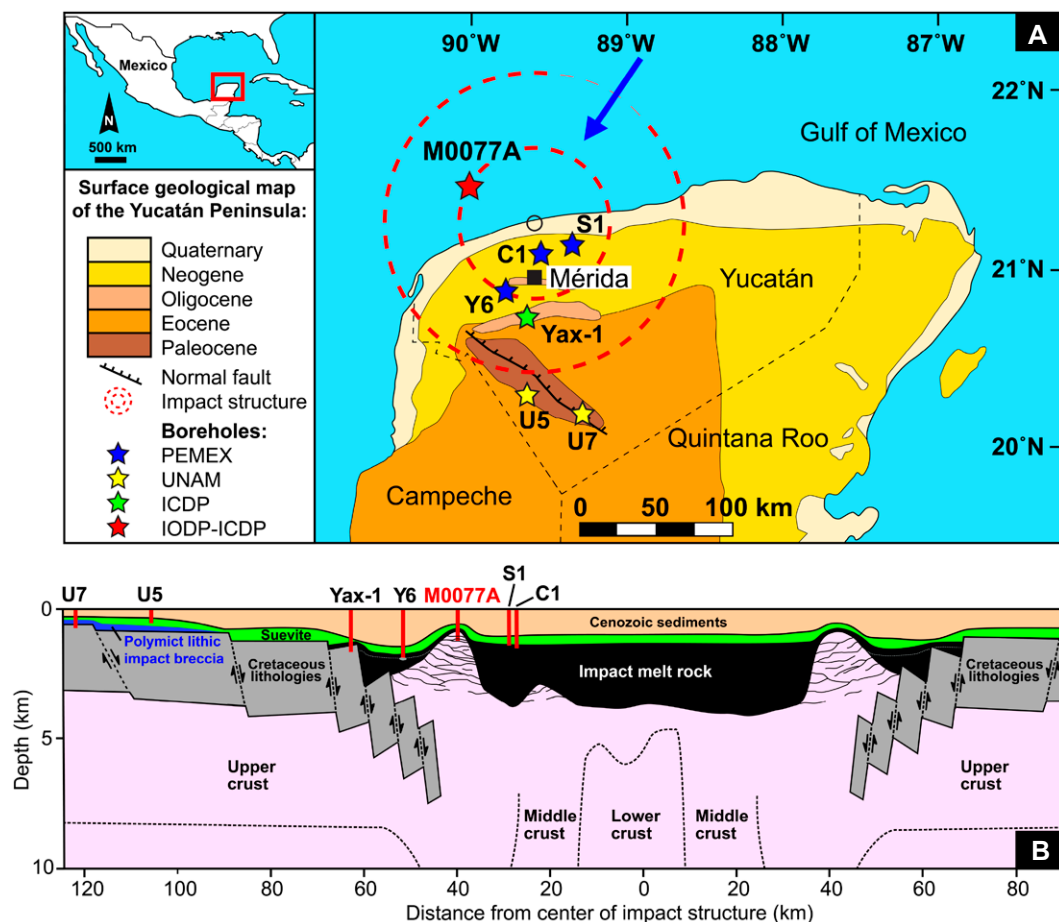 Mexico
N
500 km
Surface geological map
of the Yucatán Peninsula:
Quaternary
Neogene
Oligocene
Eocene
Paleocene
Normal fault
Impact structure
Boreholes:
PEMEX
UNAM
ICDP
IODP-ICDP
A
90˚W
89˚W
88˚W
87˚W
22˚N
21˚N
20˚N
Gulf of Mexico
M0077A
S1
C1
Mérida
Y6
Yax-1
Yucatán
U5
U7
Quintana Roo
Campeche
0 50 100 km
S1
U7 U5 Yax-1 Y6 M0077A C1
0
5
10
Depth (km)
Cenozoic sediments
Suevite
Polymict lithic
impact breccia
Cretaceous
lithologies
Impact melt rock
Cretaceous
lithologies
Upper
crust
Middle
crust
Lower
crust
Middle
crust
Upper
crust
B
120 100 80 60 40 20 0 20 40 60 80
Distance from center of impact structure (km)